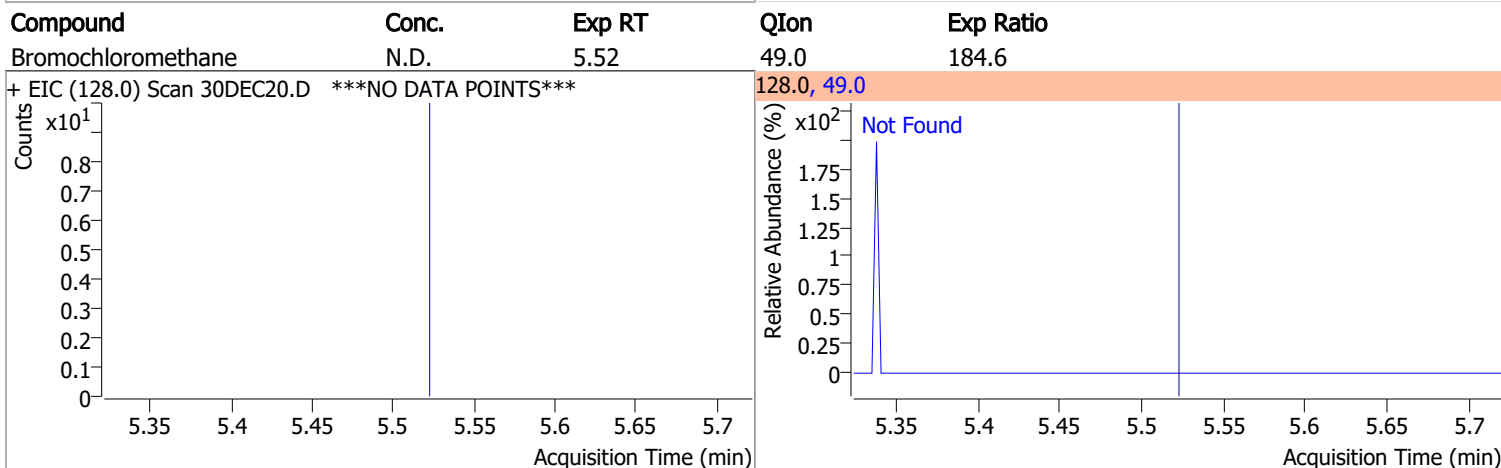 Compound Conc. Exp RT QIon Exp Ratio
Bromochloromethane N.D. 5.52 49.0 184.6
+ EIC (128.0) Scan 30DEC20.D ***NO DATA POINTS***
Counts
x10^1
0.8
0.7
0.6
0.5
0.4
0.3
0.2
0.1
0
5.35 5.4 5.45 5.5 5.55 5.6 5.65 5.7
Acquisition Time (min)
128.0, 49.0
Relative Abundance (%)
x10^2
Not Found
1.75
1.5
1.25
1
0.75
0.5
0.25
0
5.35 5.4 5.45 5.5 5.55 5.6 5.65 5.7
Acquisition Time (min)